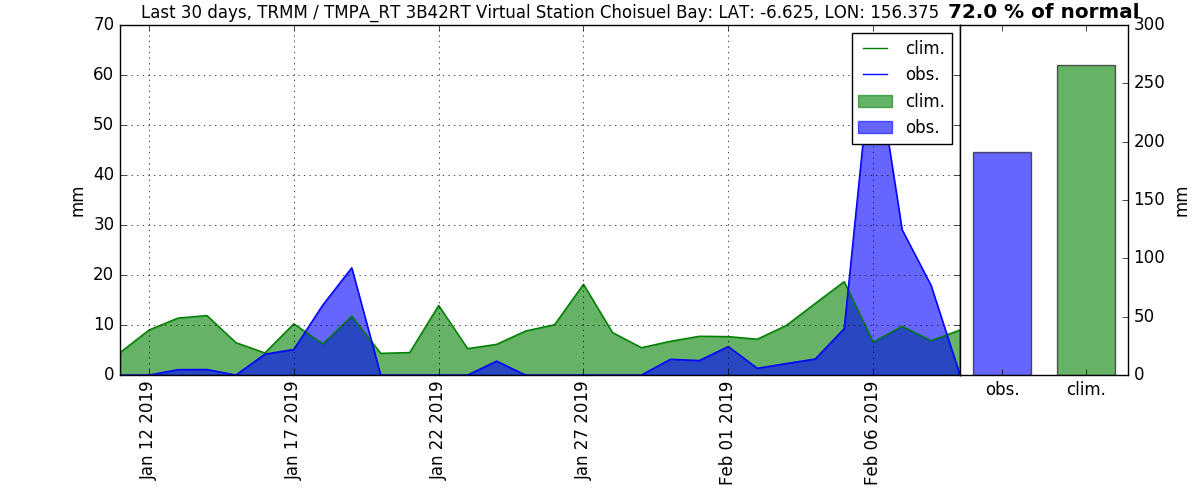 Last 30 days, TRMM / TMPA_RT 3B42RT Virtual Station Choisuel Bay: LAT: -6.625, LON: 156.375 72.0 % of normal
70
60
50
40
30
20
10
0
mm
clim.
obs.
clim.
obs.
Jan 12 2019
Jan 17 2019
Jan 22 2019
Jan 27 2019
Feb 01 2019
Feb 06 2019
300
250
200
150
100
50
0
mm
obs. clim.